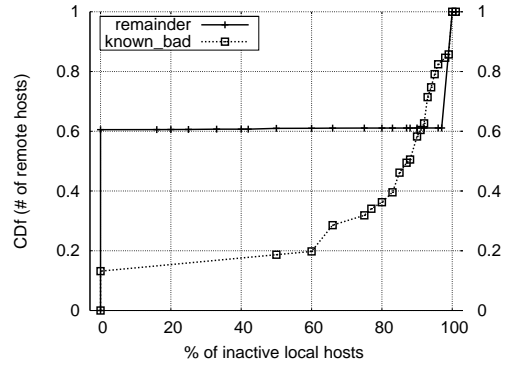 remainder
known_bad
1 1
0.8 0.8
0.6 0.6
0.4 0.4
0.2 0.2
0 0
0 20 40 60 80 100
CDf (# of remote hosts)
% of inactive local hosts